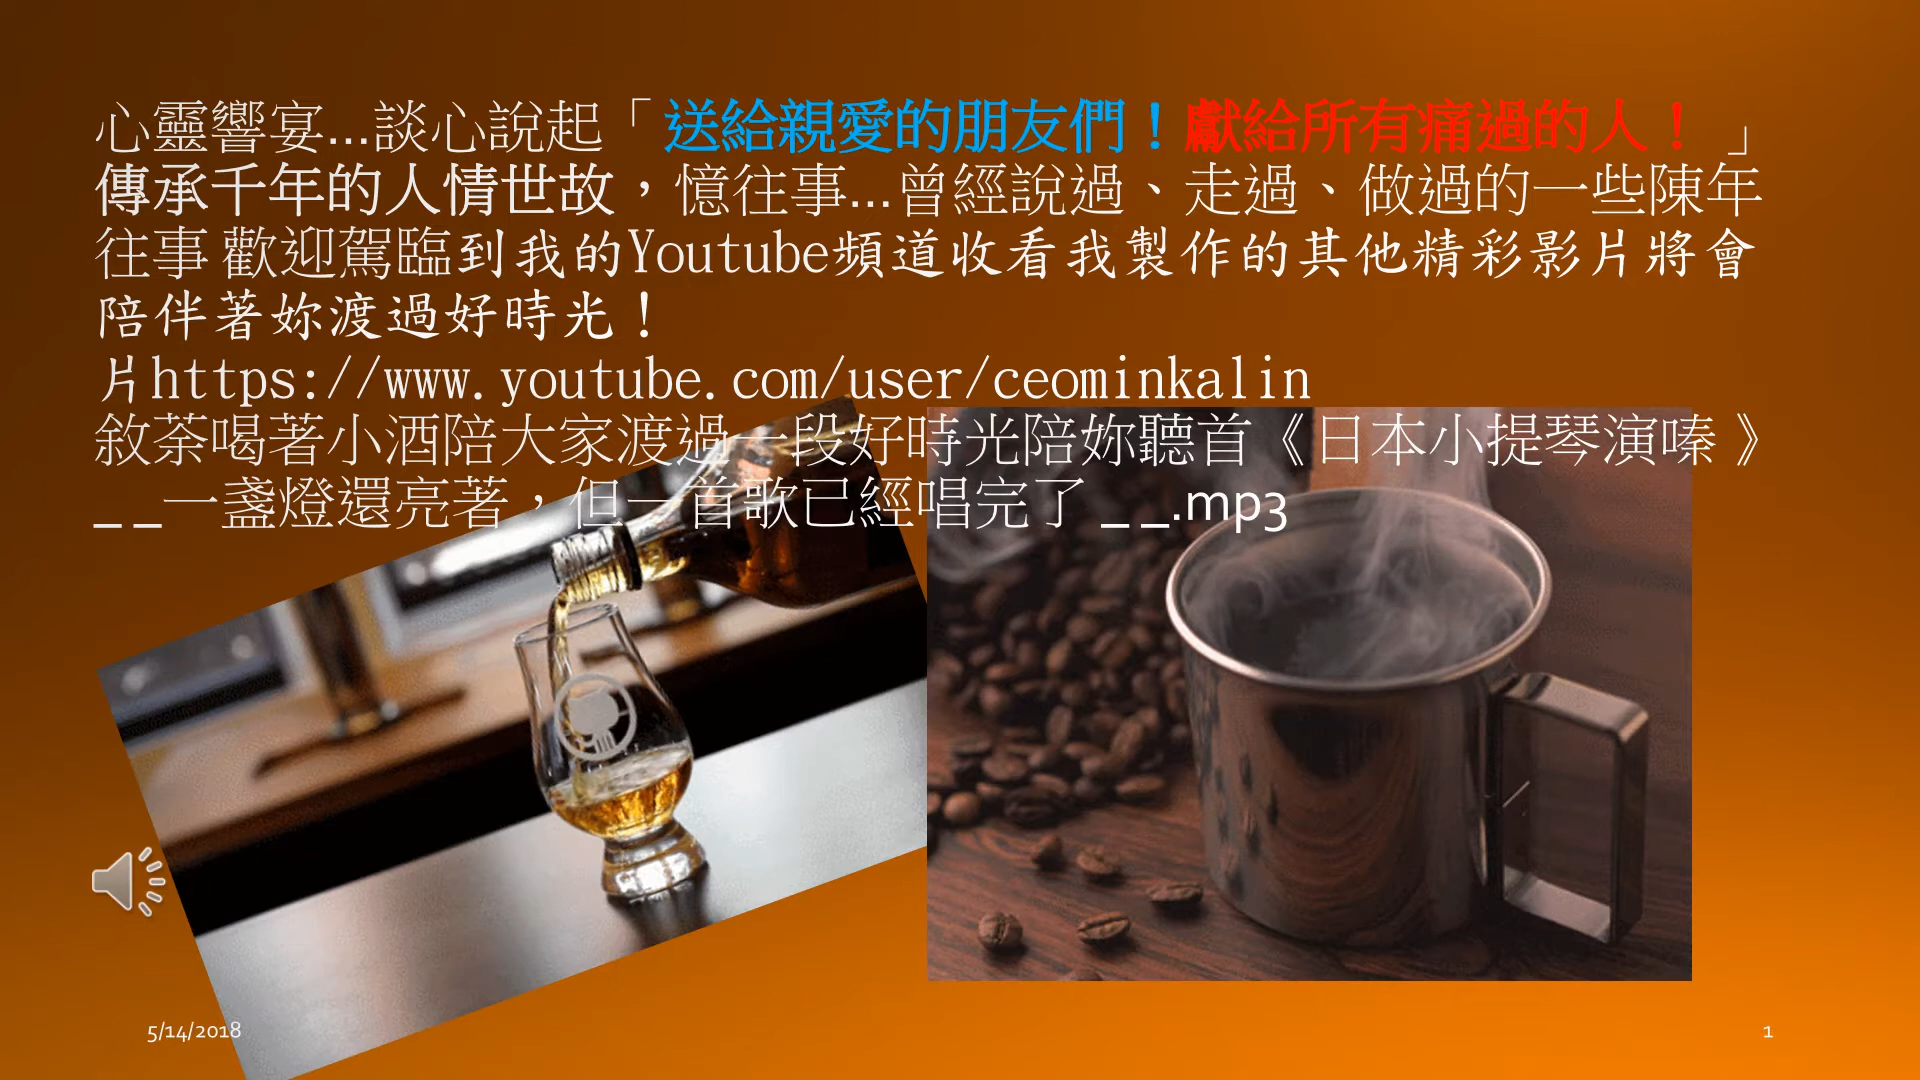 心靈響宴...談心說起「送給親愛的朋友們！獻給所有痛過的人！」
傳承千年的人情世故，憶往事...曾經說過、走過、做過的一些陳年
往事 歡迎駕臨到我的Youtube頻道收看我製作的其他精彩影片將會
陪伴著妳渡過好時光！
片https://www.youtube.com/user/ceominkalin
敘荼喝著小酒陪大家渡過一段好時光陪妳聽首《日本小提琴演嗪 》
_ _一盞燈還亮著，但一首歌已經唱完了 _ _.mp3
5/14/2018
1